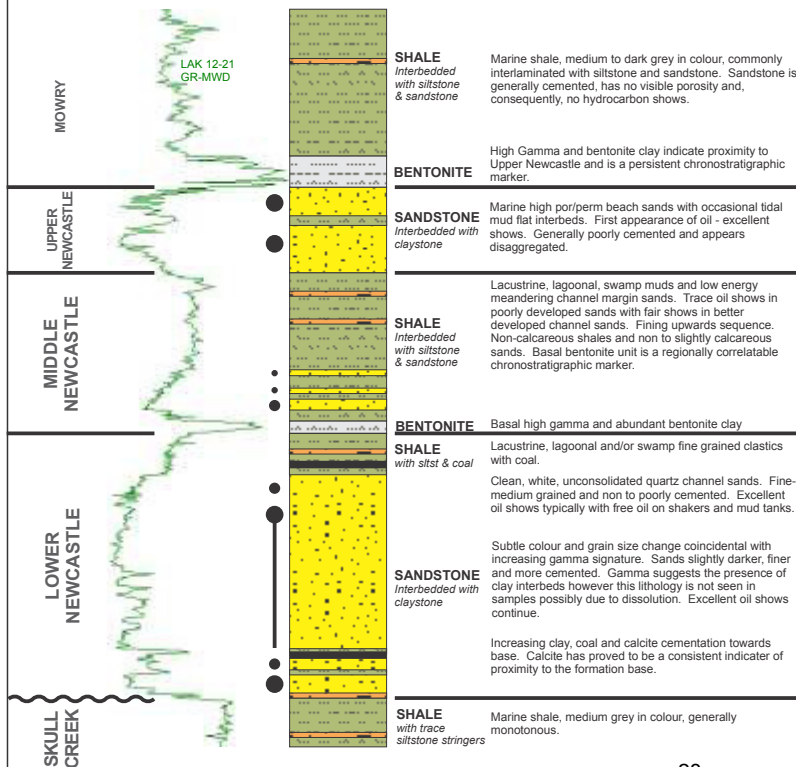 MOWRY
LAK 12-21
GR-MWD
SHALE
Interbedded
with siltstone
& sandstone
Marine shale, medium to dark grey in colour, commonly
interlaminated with siltstone and sandstone. Sandstone is
generally cemented, has no visible porosity and,
consequently, no hydrocarbon shows.
BENTONITE
High Gamma and bentonite clay indicate proximity to
Upper Newcastle and is a persistent chronostratigraphic
marker.
UPPER
NEWCASTLE
SANDSTONE
Interbedded with
claystone
Marine high por/perm beach sands with occasional tidal
mud flat interbeds. First appearance of oil - excellent
shows. Generally poorly cemented and appears
disaggregated.
MIDDLE
NEWCASTLE
SHALE
Interbedded
with siltstone
& sandstone
Lacustrine, lagoonal, swamp muds and low energy
meandering channel margin sands. Trace oil shows in
poorly developed sands with fair shows in better
developed channel sands. Fining upwards sequence.
Non-calcareous shales and non to slightly calcareous
sands. Basal bentonite unit is a regionally correlatable
chronostratigraphic marker.
BENTONITE
Basal high gamma and abundant bentonite clay
LOWER
NEWCASTLE
SHALE
with sltst & coal
Lacustrine, lagoonal and/or swamp fine grained clastics
with coal.
Clean, white, unconsolidated quartz channel sands. Fine-
medium grained and non to poorly cemented. Excellent
oil shows typically with free oil on shakers and mud tanks.
SANDSTONE
Interbedded with
claystone
Subtle colour and grain size change coincidental with
increasing gamma signature. Sands slightly darker, finer
and more cemented. Gamma suggests the presence of
clay interbeds however this lithology is not seen in
samples possibly due to dissolution. Excellent oil shows
continue.
Increasing clay, coal and calcite cementation towards
base. Calcite has proved to be a consistent indicater of
proximity to the formation base.
SKULL
CREEK
SHALE
with trace
siltstone stringers
Marine shale, medium grey in colour, generally
monotonous.